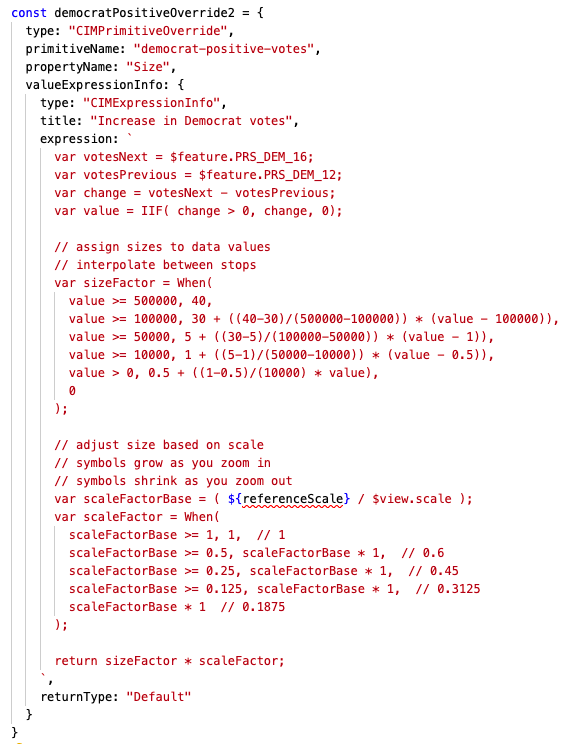 const democratPositiveOverride2 = {
  type: "CIMPrimitiveOverride",
  primitiveName: "democrat-positive-votes",
  propertyName: "Size",
  valueExpressionInfo: {
    type: "CIMExpressionInfo",
    title: "Increase in Democrat votes",
    expression: `
      var votesNext = $feature.PRS_DEM_16;
      var votesPrevious = $feature.PRS_DEM_12;
      var change = votesNext - votesPrevious;
      var value = IIF( change > 0, change, 0);

      // assign sizes to data values
      // interpolate between stops
      var sizeFactor = When(
        value >= 500000, 40,
        value >= 100000, 30 + ((40-30)/(500000-100000)) * (value - 100000)),
        value >= 50000, 5 + ((30-5)/(100000-50000)) * (value - 1)),
        value >= 10000, 1 + ((5-1)/(50000-10000)) * (value - 0.5)),
        value > 0, 0.5 + ((1-0.5)/(10000) * value),
        0
      );

      // adjust size based on scale
      // symbols grow as you zoom in
      // symbols shrink as you zoom out
      var scaleFactorBase = ( ${referenceScale} / $view.scale );
      var scaleFactor = When(
        scaleFactorBase >= 1, 1,  // 1
        scaleFactorBase >= 0.5, scaleFactorBase * 1,  // 0.6
        scaleFactorBase >= 0.25, scaleFactorBase * 1,  // 0.45
        scaleFactorBase >= 0.125, scaleFactorBase * 1,  // 0.3125
        scaleFactorBase * 1  // 0.1875
      );

      return sizeFactor * scaleFactor;
    `,
    returnType: "Default"
  }
}